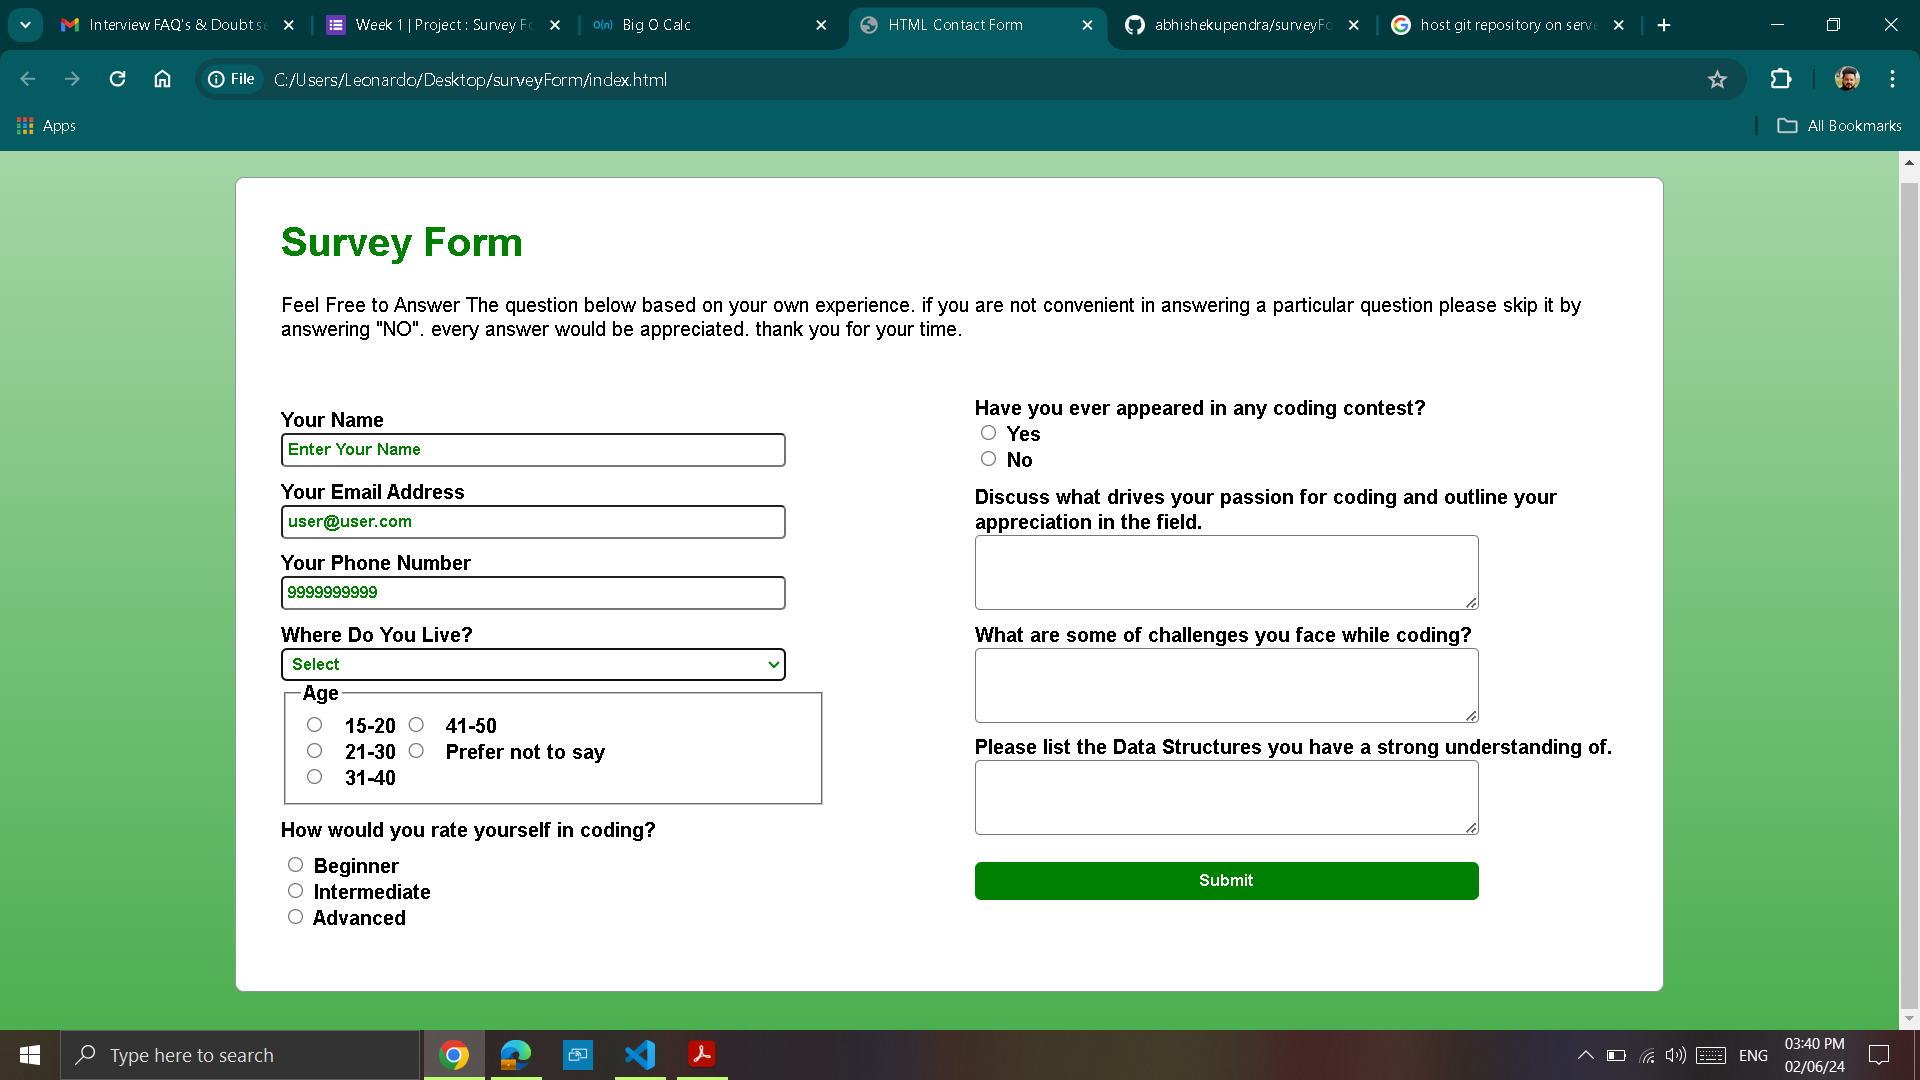 Interview FAQ's & Doubt se
Week 1 | Project : Survey Fo
O(n) Big O Calc
HTML Contact Form
abhishekupendra/surveyFo
host git repository on serve
File C:/Users/Leonardo/Desktop/surveyForm/index.html
Apps
All Bookmarks
Survey Form
Feel Free to Answer The question below based on your own experience. if you are not convenient in answering a particular question please skip it by
answering "NO". every answer would be appreciated. thank you for your time.
Your Name
Enter Your Name
Your Email Address
user@user.com
Your Phone Number
9999999999
Where Do You Live?
Select
Age
15-20 41-50
21-30 Prefer not to say
31-40
How would you rate yourself in coding?
Beginner
Intermediate
Advanced
Have you ever appeared in any coding contest?
Yes
No
Discuss what drives your passion for coding and outline your
appreciation in the field.
What are some of challenges you face while coding?
Please list the Data Structures you have a strong understanding of.
Submit
Type here to search
ENG
03:40 PM
02/06/24